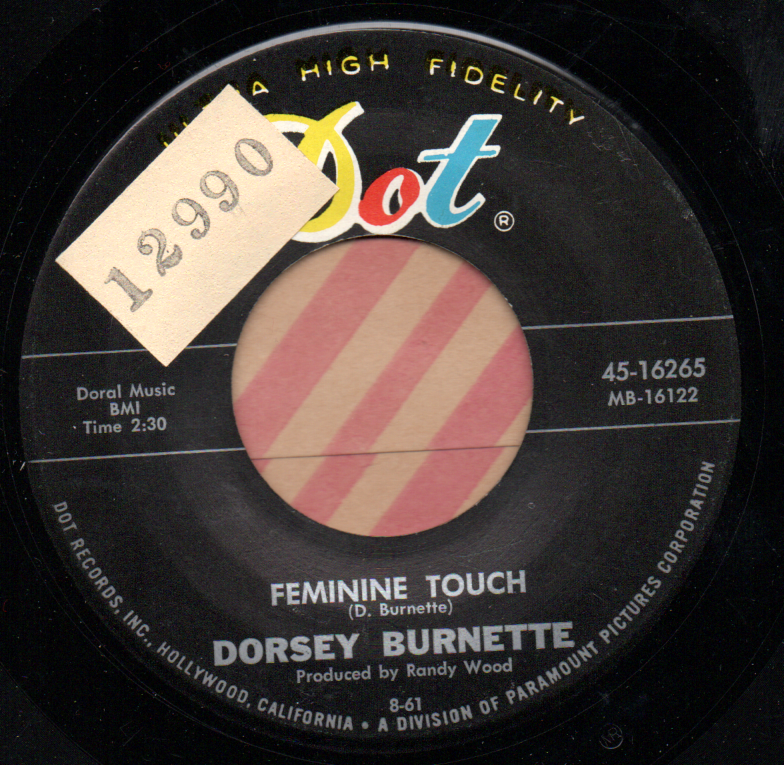 HIGH FIDELITY
Dot ®
12990
Doral Music
BMI
Time 2:30
45-16265
MB-16122
FEMININE TOUCH
(D. Burnette)
DORSEY BURNETTE
Produced by Randy Wood
8-61
DOT RECORDS, INC., HOLLYWOOD, CALIFORNIA • A DIVISION OF PARAMOUNT PICTURES CORPORATION